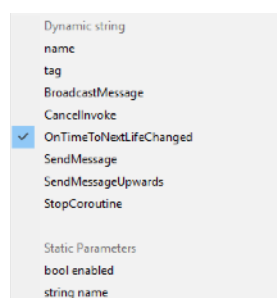 Dynamic string
name
tag
BroadcastMessage
CancelInvoke
OnTimeToNextLifeChanged
SendMessage
SendMessageUpwards
StopCoroutine
Static Parameters
bool enabled
string name